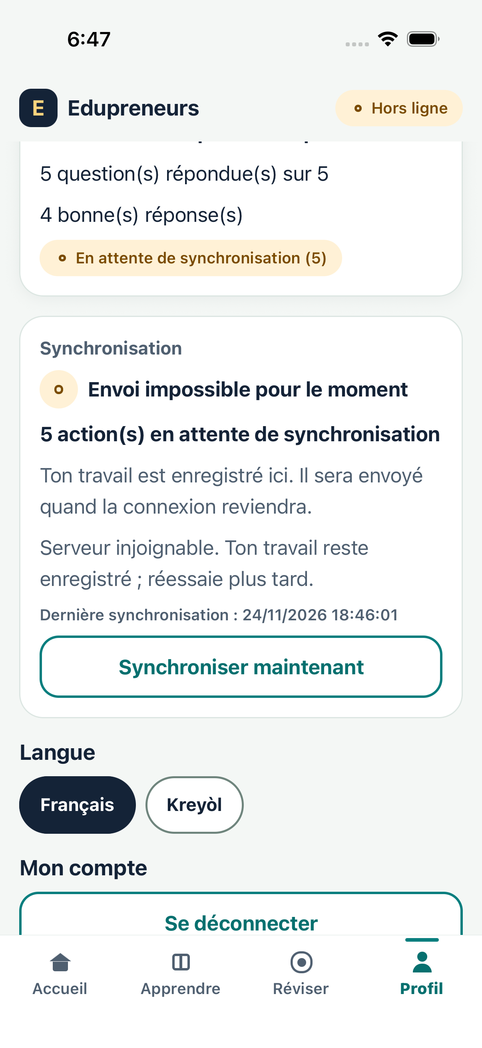 6:47
E Edupreneurs
Hors ligne
5 question(s) répondue(s) sur 5
4 bonne(s) réponse(s)
En attente de synchronisation (5)
Synchronisation
Envoi impossible pour le moment
5 action(s) en attente de synchronisation
Ton travail est enregistré ici. Il sera envoyé
quand la connexion reviendra.
Serveur injoignable. Ton travail reste
enregistré ; réessaie plus tard.
Dernière synchronisation : 24/11/2026 18:46:01
Synchroniser maintenant
Langue
Français
Kreyòl
Mon compte
Se déconnecter
Accueil
Apprendre
Réviser
Profil